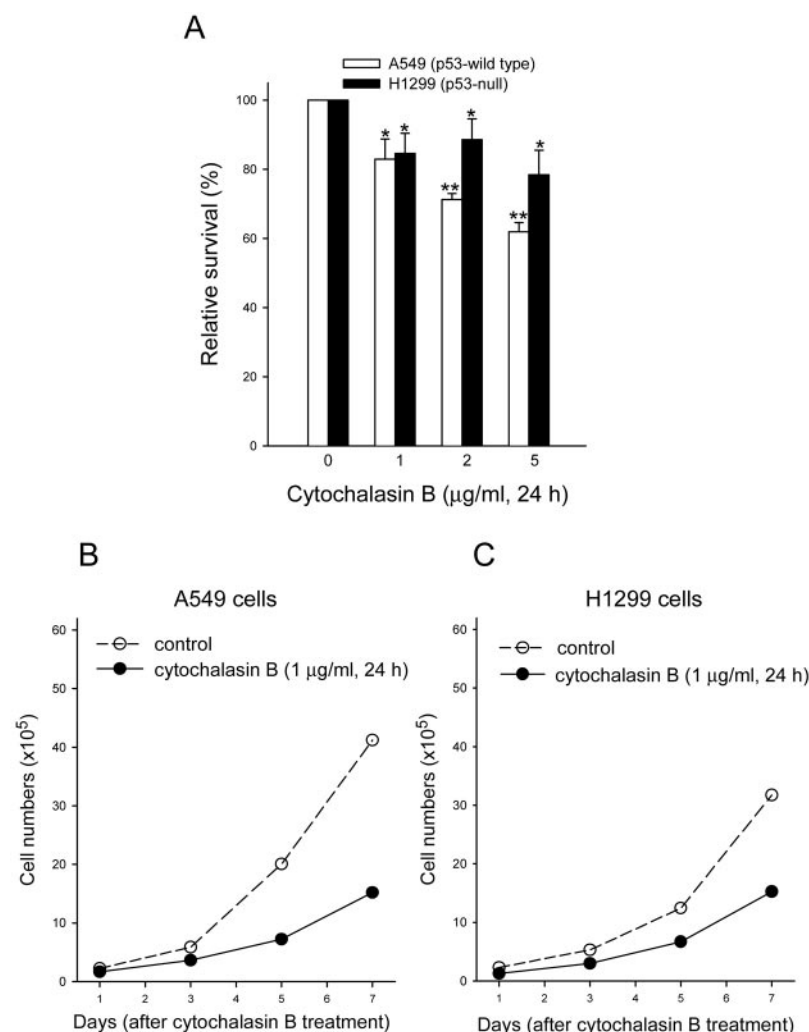 A
A549 (p53-wild type)
H1299 (p53-null)
Relative survival (%)
100
80
60
40
20
0
* * ** * ** *
0 1 2 5
Cytochalasin B (μg/ml, 24 h)
B
A549 cells
control
cytochalasin B (1 μg/ml, 24 h)
Cell numbers (x10⁵)
60
50
40
30
20
10
0
1 2 3 4 5 6 7
Days (after cytochalasin B treatment)
C
H1299 cells
control
cytochalasin B (1 μg/ml, 24 h)
Cell numbers (x10⁵)
60
50
40
30
20
10
0
1 2 3 4 5 6 7
Days (after cytochalasin B treatment)